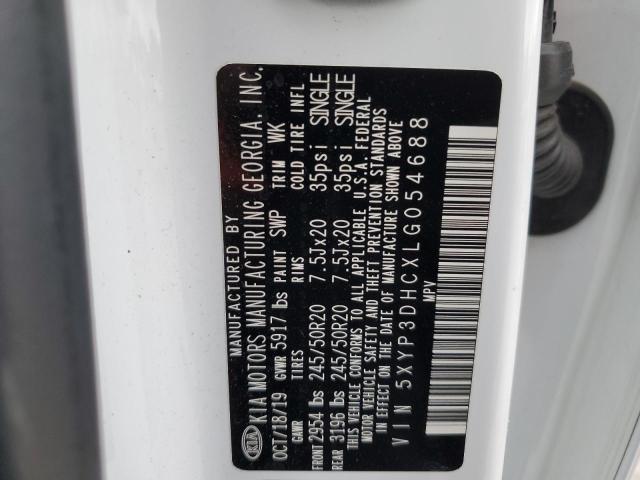 MANUFACTURED BY
KIA KIA MOTORS MANUFACTURING GEORGIA, INC.
OCT/18/19 GVWR 5917 lbs PAINT SWP TRIM WK
GAWR TIRES RIMS COLD TIRE INFL
FRONT 2954 lbs 245/50R20 7.5Jx20 35psi SINGLE
REAR 3196 lbs 245/50R20 7.5Jx20 35psi SINGLE
THIS VEHICLE CONFORMS TO ALL APPLICABLE U.S.A. FEDERAL
MOTOR VEHICLE SAFETY AND THEFT PREVENTION STANDARDS
IN EFFECT ON THE DATE OF MANUFACTURE SHOWN ABOVE
VIN 5XYP3DHCXLG054688
MPV